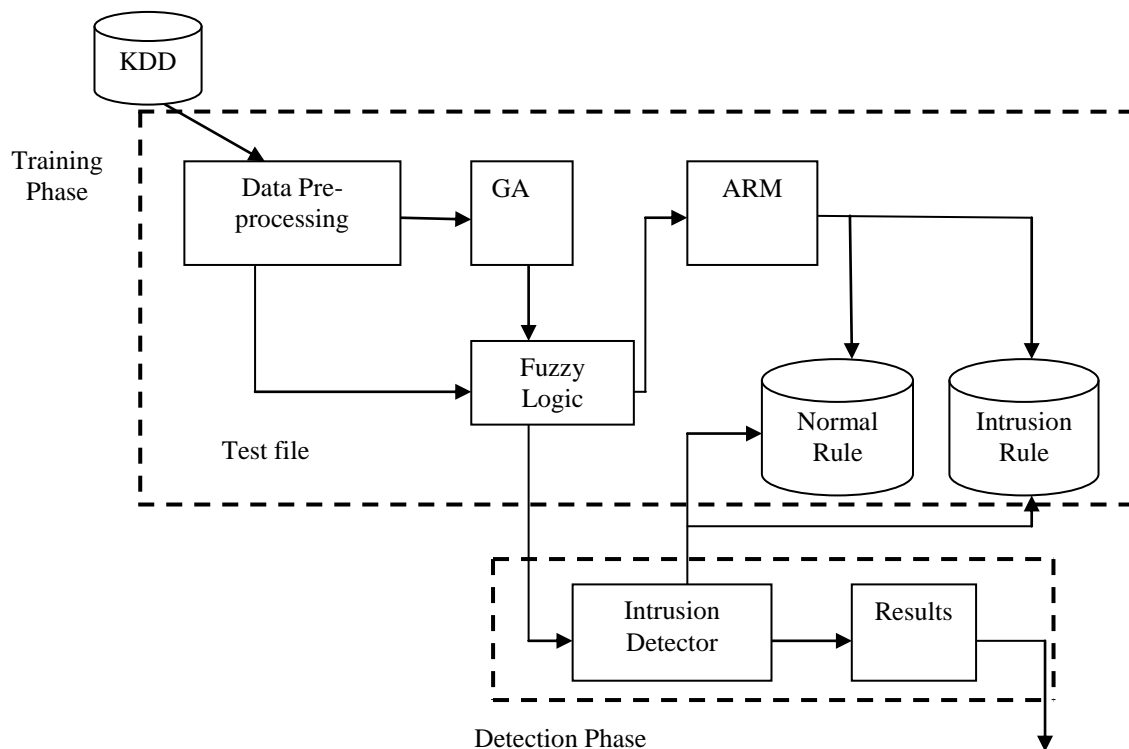 KDD
Training
Phase
Data Pre-
processing
GA
ARM
Fuzzy
Logic
Normal
Rule
Intrusion
Rule
Test file
Intrusion
Detector
Results
Detection Phase